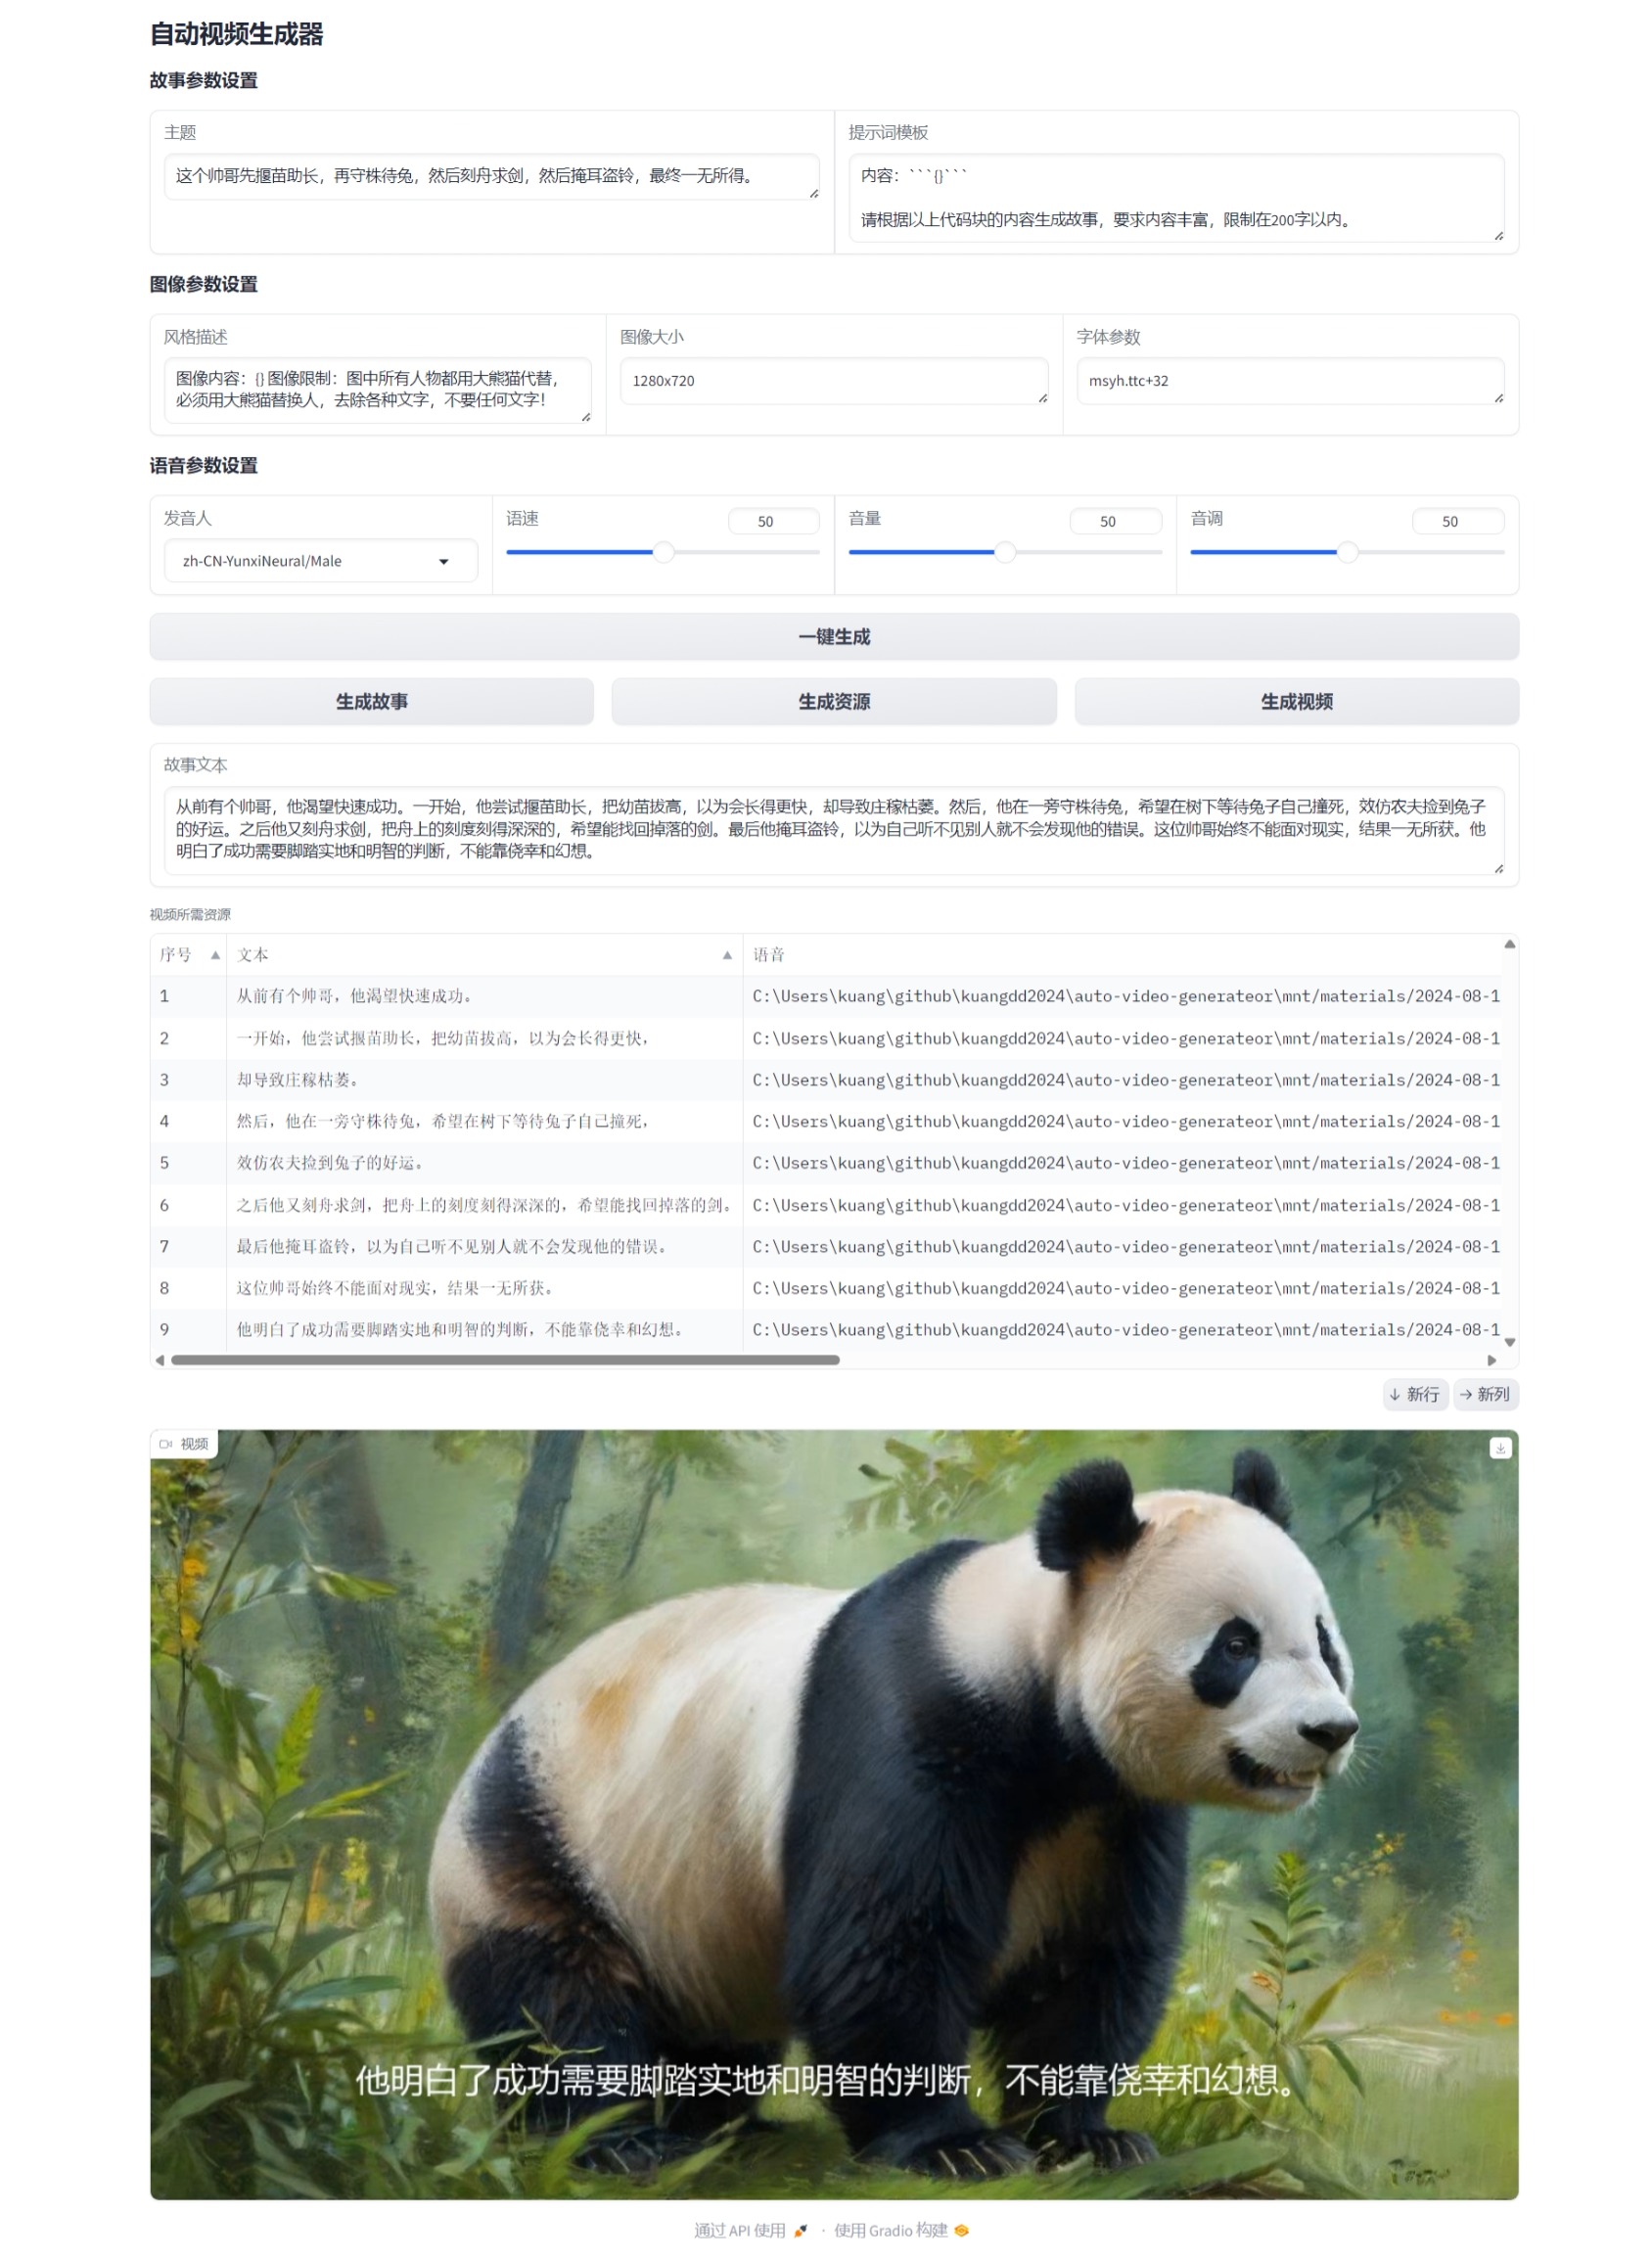 自动视频生成器
故事参数设置
主题
这个帅哥先揠苗助长，再守株待兔，然后刻舟求剑，然后掩耳盗铃，最终一无所得。
提示词模板
内容：```{}```
请根据以上代码块的内容生成故事，要求内容丰富，限制在200字以内。
图像参数设置
风格描述
图像内容：{} 图像限制：图中所有人物都用大熊猫代替，
必须用大熊猫替换人，去除各种文字，不要任何文字！
图像大小
1280x720
字体参数
msyh.ttc+32
语音参数设置
发音人
zh-CN-YunxiNeural/Male
语速
50
音量
50
音调
50
一键生成
生成故事
生成资源
生成视频
故事文本
从前有个帅哥，他渴望快速成功。一开始，他尝试揠苗助长，把幼苗拔高，以为会长得更快，却导致庄稼枯萎。然后，他在一旁守株待兔，希望在树下等待兔子自己撞死，效仿农夫捡到兔子
的好运。之后他又刻舟求剑，把舟上的刻度刻得深深的，希望能找回掉落的剑。最后他掩耳盗铃，以为自己听不见别人就不会发现他的错误。这位帅哥始终不能面对现实，结果一无所获。他
明白了成功需要脚踏实地和明智的判断，不能靠侥幸和幻想。
视频所需资源
序号 文本 语音
1 从前有个帅哥，他渴望快速成功。 C:\Users\kuang\github\kuangdd2024\auto-video-generateor\mnt/materials/2024-08-1
2 一开始，他尝试揠苗助长，把幼苗拔高，以为会长得更快， C:\Users\kuang\github\kuangdd2024\auto-video-generateor\mnt/materials/2024-08-1
3 却导致庄稼枯萎。 C:\Users\kuang\github\kuangdd2024\auto-video-generateor\mnt/materials/2024-08-1
4 然后，他在一旁守株待兔，希望在树下等待兔子自己撞死， C:\Users\kuang\github\kuangdd2024\auto-video-generateor\mnt/materials/2024-08-1
5 效仿农夫捡到兔子的好运。 C:\Users\kuang\github\kuangdd2024\auto-video-generateor\mnt/materials/2024-08-1
6 之后他又刻舟求剑，把舟上的刻度刻得深深的，希望能找回掉落的剑。 C:\Users\kuang\github\kuangdd2024\auto-video-generateor\mnt/materials/2024-08-1
7 最后他掩耳盗铃，以为自己听不见别人就不会发现他的错误。 C:\Users\kuang\github\kuangdd2024\auto-video-generateor\mnt/materials/2024-08-1
8 这位帅哥始终不能面对现实，结果一无所获。 C:\Users\kuang\github\kuangdd2024\auto-video-generateor\mnt/materials/2024-08-1
9 他明白了成功需要脚踏实地和明智的判断，不能靠侥幸和幻想。 C:\Users\kuang\github\kuangdd2024\auto-video-generateor\mnt/materials/2024-08-1
↓ 新行 → 新列
视频
他明白了成功需要脚踏实地和明智的判断，不能靠侥幸和幻想。
通过 API 使用 · 使用 Gradio 构建